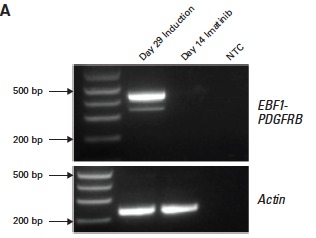 A
Day 29 Induction
Day 14 Imatinib
NTC
500 bp
200 bp
EBF1-
PDGFRB
500 bp
200 bp
Actin